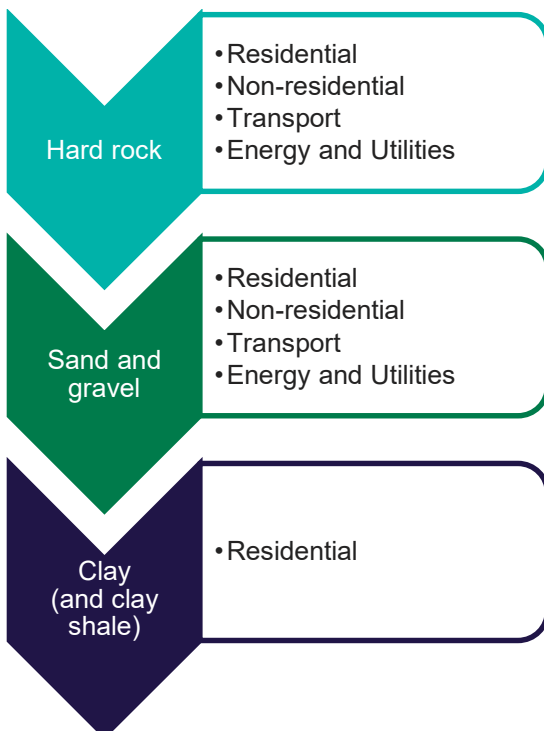 Hard rock
•Residential
•Non-residential
•Transport
•Energy and Utilities
Sand and
gravel
•Residential
•Non-residential
•Transport
•Energy and Utilities
Clay
(and clay
shale)
•Residential